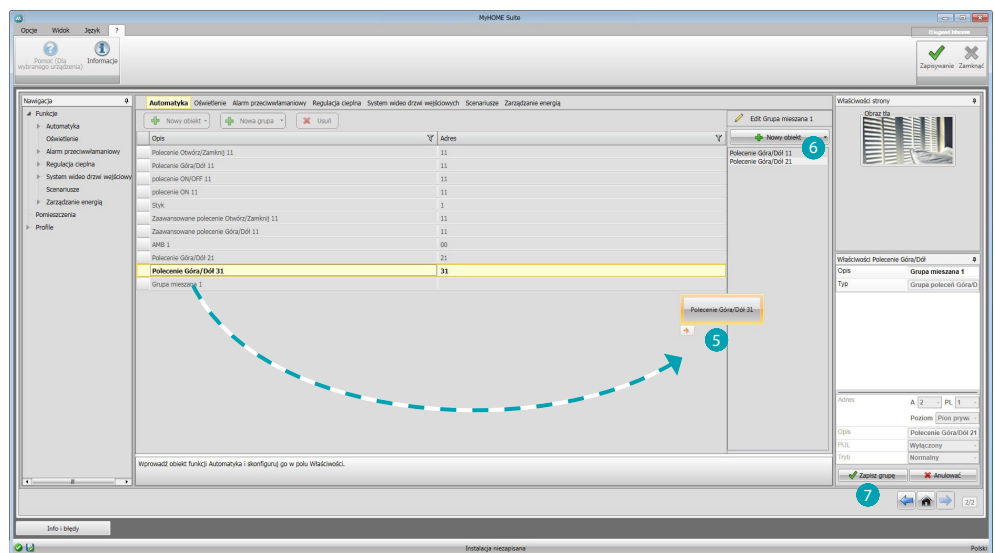 MyHOME Suite
Opcje Widok Język ?
Pomoc (Dla wybranego urządzenia)
Informacje
Zapisywanie Zamknąć
Nawigacja
Funkcje
Automatyka
Oświetlenie
Alarm przeciwwłamaniowy
Regulacja cieplna
System wideo drzwi wejściowy
Scenariusze
Zarządzanie energią
Pomieszczenia
Profile
Automatyka Oświetlenie Alarm przeciwwłamaniowy Regulacja cieplna System wideo drzwi wejściowych Scenariusze Zarządzanie energią
Nowy obiekt Nowa grupa Usuń
Opis Adres
Polecenie Otwórz/Zamknij 11 11
Polecenie Góra/Dół 11 11
polecenie ON/OFF 11 11
polecenie ON 11 11
Styk 1
Zaawansowane polecenie Otwórz/Zamknij 11 11
Zaawansowane polecenie Góra/Dół 11 11
AMB 1 00
Polecenie Góra/Dół 21 21
Polecenie Góra/Dół 31 31
Grupa mieszana 1
Polecenie Góra/Dół 31
5
Wprowadź obiekt funkcji Automatyka i skonfiguruj go w polu Właściwości.
Edit Grupa mieszana 1
Nowy obiekt
6
Polecenie Góra/Dół 11
Polecenie Góra/Dół 21
Właściwości strony
Obraz tła
Właściwości Polecenie Góra/Dół
Opis Grupa mieszana 1
Typ Grupa poleceń Góra/D
Adres A 2 PL 1
Poziom Pion pryw
Opis Polecenie Góra/Dół 21
PUL Wyłączony
Tryb Normalny
Zapisz grupę Anulować
7
2/2
Info i błędy
Instalacja niezapisana
Polski